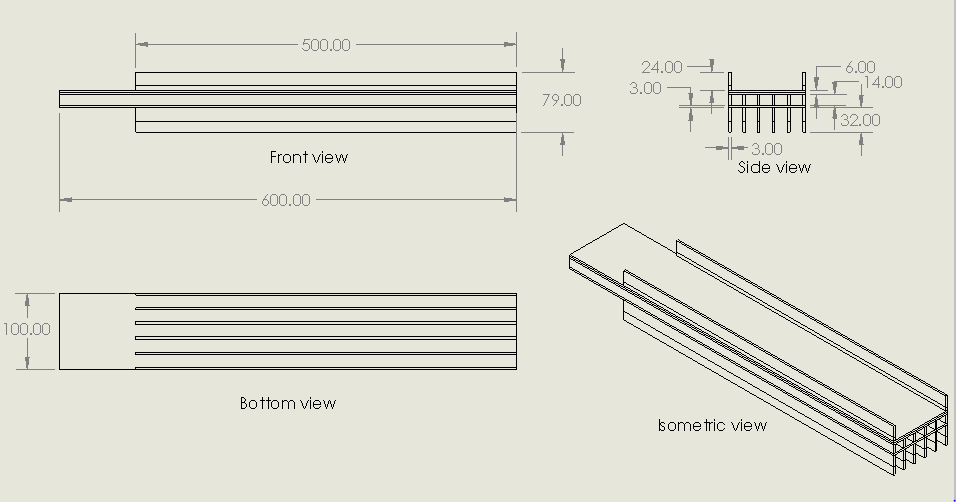 500.00
79.00
Front view
600.00
24.00
6.00
3.00
14.00
32.00
3.00
Side view
100.00
Bottom view
Isometric view